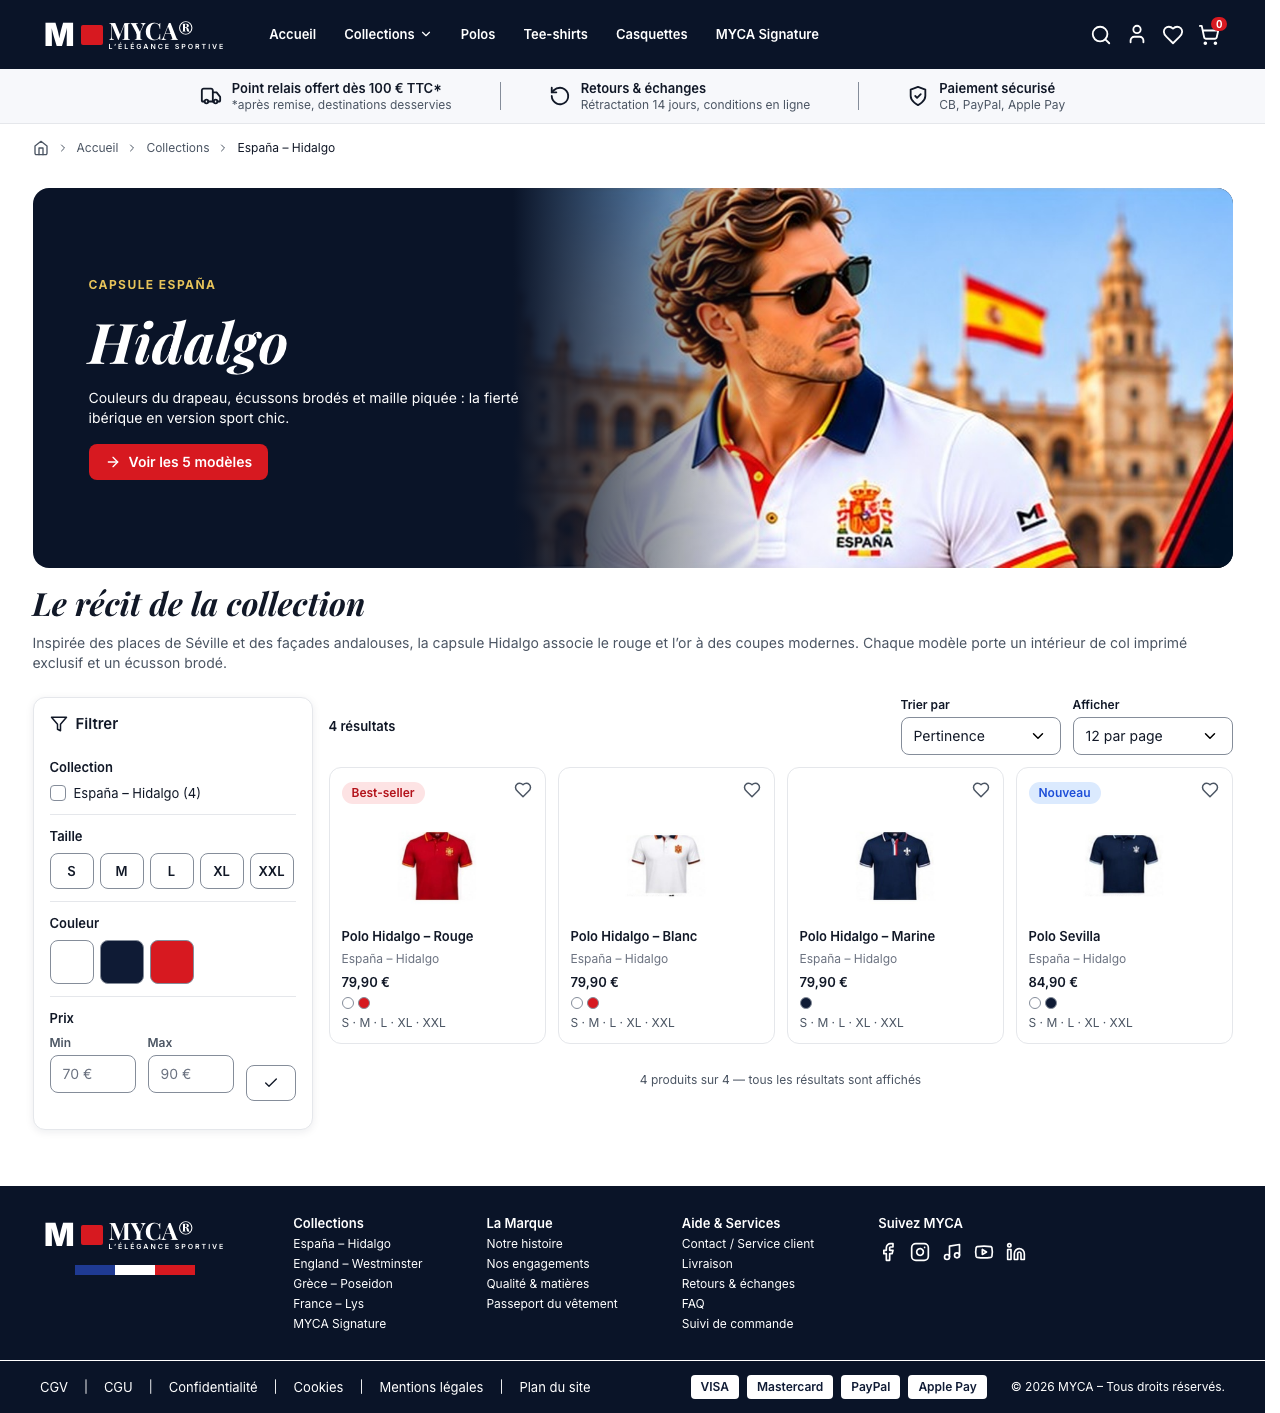 M MYCA®
L'ÉLÉGANCE SPORTIVE
Accueil
Collections
Polos
Tee-shirts
Casquettes
MYCA Signature
0
Point relais offert dès 100 € TTC*
*après remise, destinations desservies
Retours & échanges
Rétractation 14 jours, conditions en ligne
Paiement sécurisé
CB, PayPal, Apple Pay
Accueil
Collections
España – Hidalgo
CAPSULE ESPAÑA
Hidalgo
Couleurs du drapeau, écussons brodés et maille piquée : la fierté
ibérique en version sport chic.
Voir les 5 modèles
ESPAÑA
M
Le récit de la collection
Inspirée des places de Séville et des façades andalouses, la capsule Hidalgo associe le rouge et l’or à des coupes modernes. Chaque modèle porte un intérieur de col imprimé
exclusif et un écusson brodé.
Filtrer
Collection
España – Hidalgo (4)
Taille
S
M
L
XL
XXL
Couleur
Prix
Min
Max
70 €
90 €
4 résultats
Trier par
Pertinence
Afficher
12 par page
Best-seller
Polo Hidalgo – Rouge
España – Hidalgo
79,90 €
S · M · L · XL · XXL
Polo Hidalgo – Blanc
España – Hidalgo
79,90 €
S · M · L · XL · XXL
Polo Hidalgo – Marine
España – Hidalgo
79,90 €
S · M · L · XL · XXL
Nouveau
Polo Sevilla
España – Hidalgo
84,90 €
S · M · L · XL · XXL
4 produits sur 4 — tous les résultats sont affichés
M MYCA®
L'ÉLÉGANCE SPORTIVE
Collections
España – Hidalgo
England – Westminster
Grèce – Poseidon
France – Lys
MYCA Signature
La Marque
Notre histoire
Nos engagements
Qualité & matières
Passeport du vêtement
Aide & Services
Contact / Service client
Livraison
Retours & échanges
FAQ
Suivi de commande
Suivez MYCA
CGV | CGU | Confidentialité | Cookies | Mentions légales | Plan du site
VISA
Mastercard
PayPal
Apple Pay
© 2026 MYCA – Tous droits réservés.